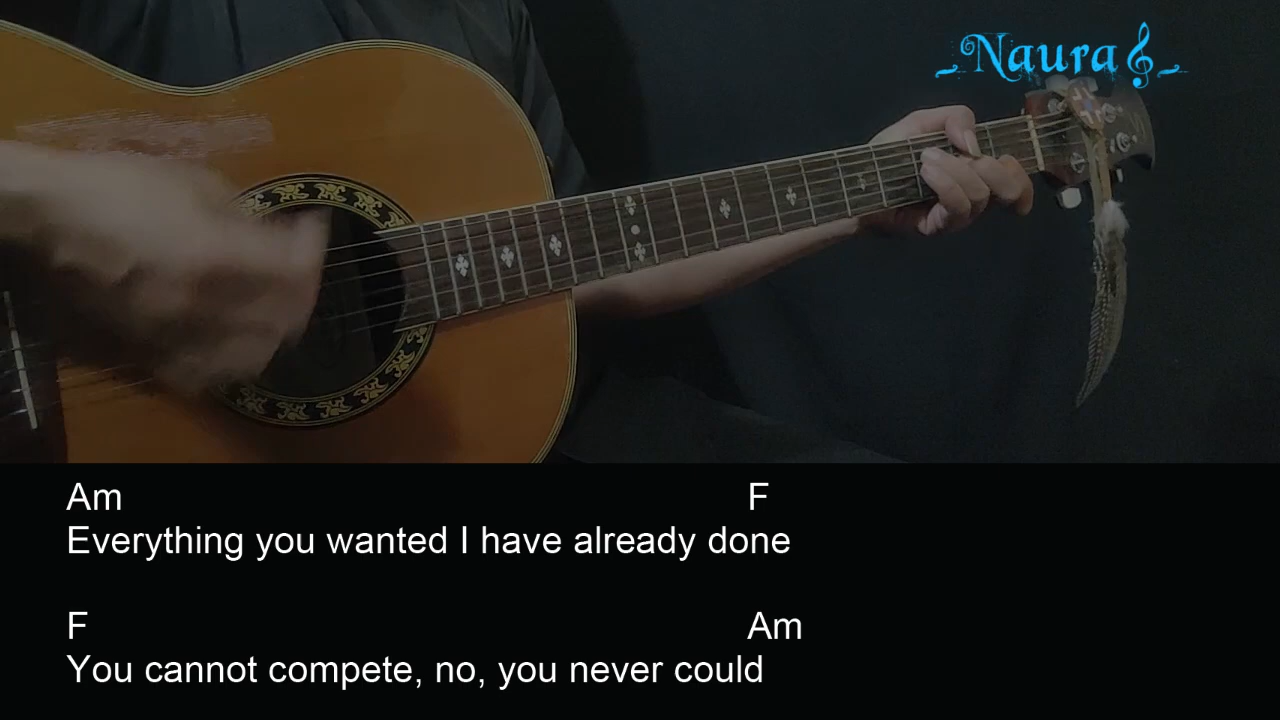 Naura
Am F
Everything you wanted I have already done
F Am
You cannot compete, no, you never could